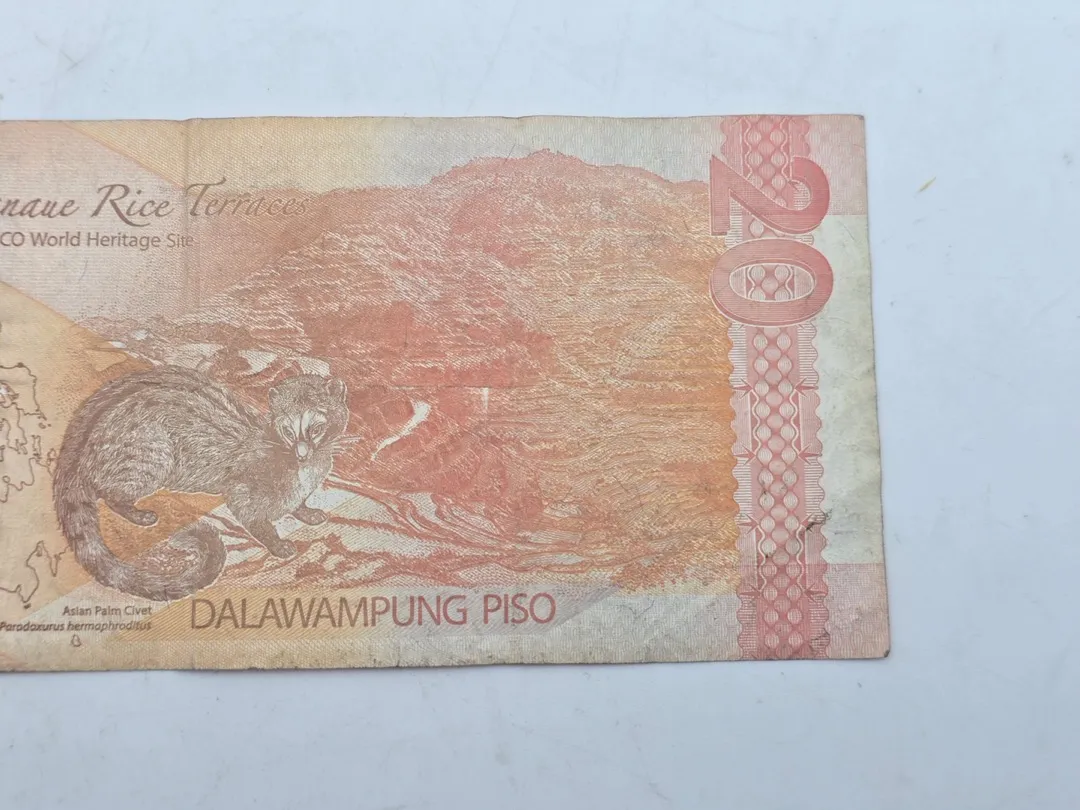 naue Rice Terraces
CO World Heritage Site
20
Asian Palm Civet
Paradoxurus hermaphroditus
DALAWAMPUNG PISO